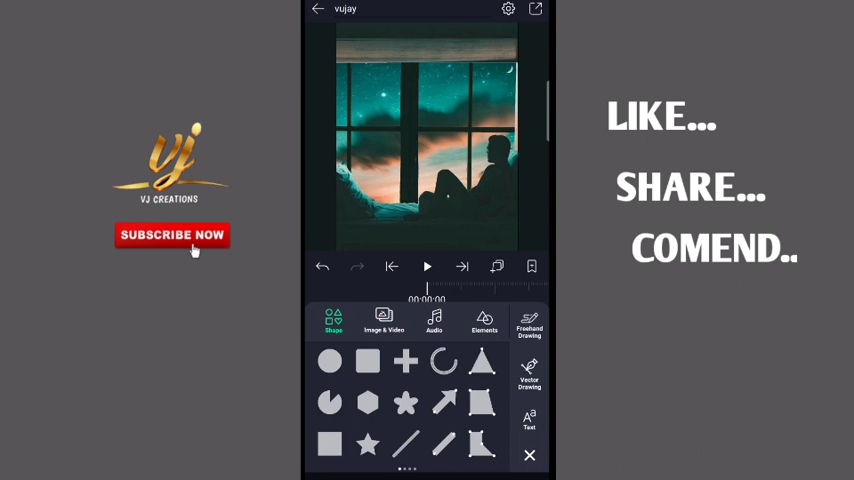 vujay
vj
VJ CREATIONS
SUBSCRIBE NOW
LIKE...
SHARE...
COMEND..
00:00:00
Shape
Image & Video
Audio
Elements
Freehand
Drawing
Vector
Drawing
Aa
Text